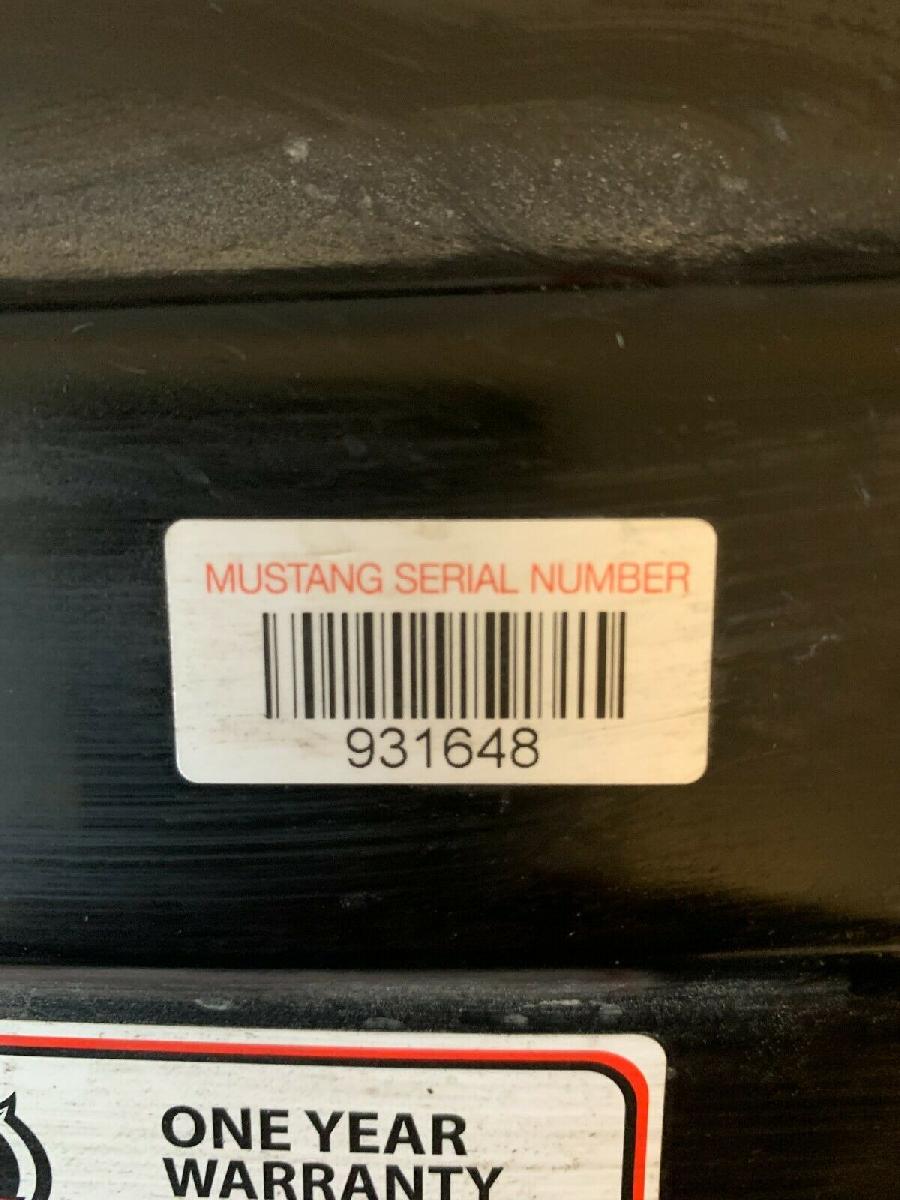 MUSTANG SERIAL NUMBER
931648
ONE YEAR
WARRANTY